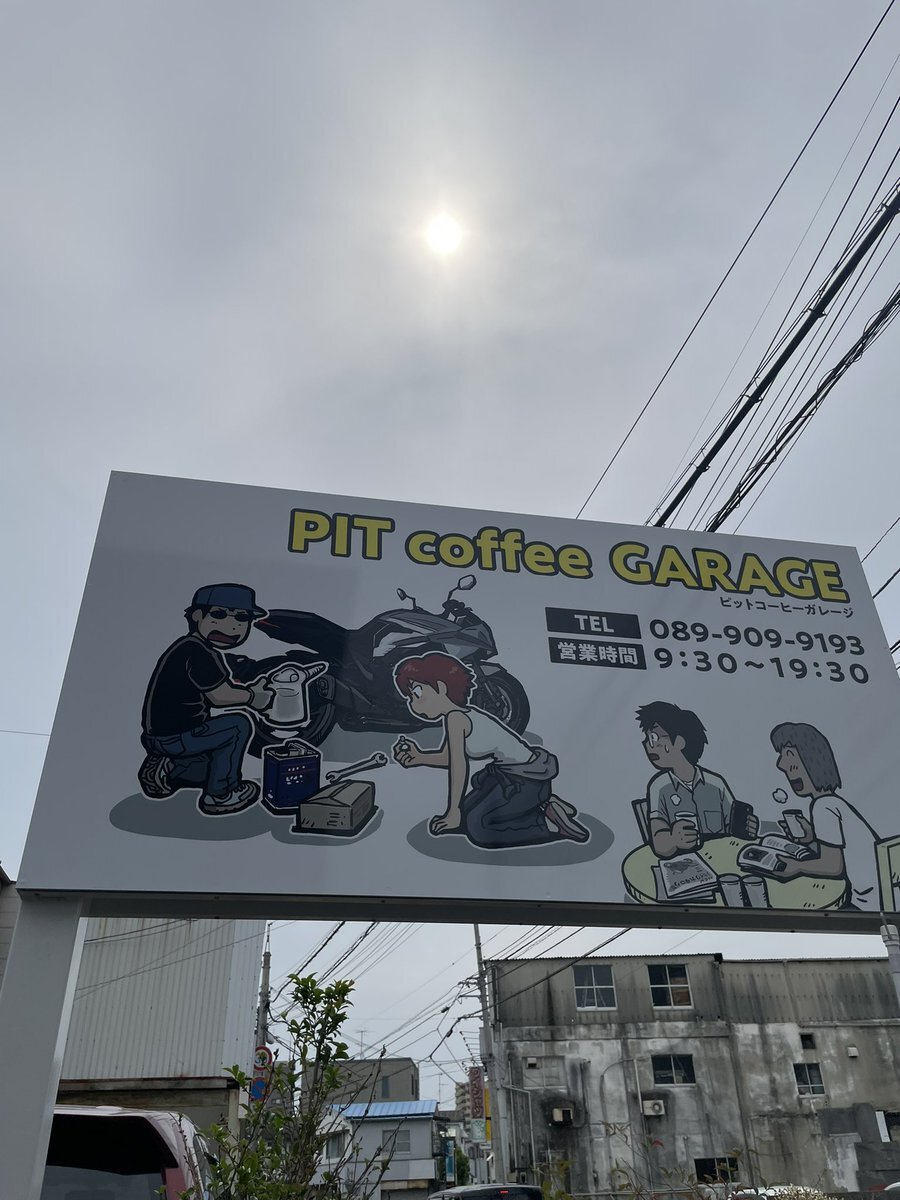 PIT coffee GARAGE
ピットコーヒーガレージ
TEL 089-909-9193
営業時間 9:30～19:30